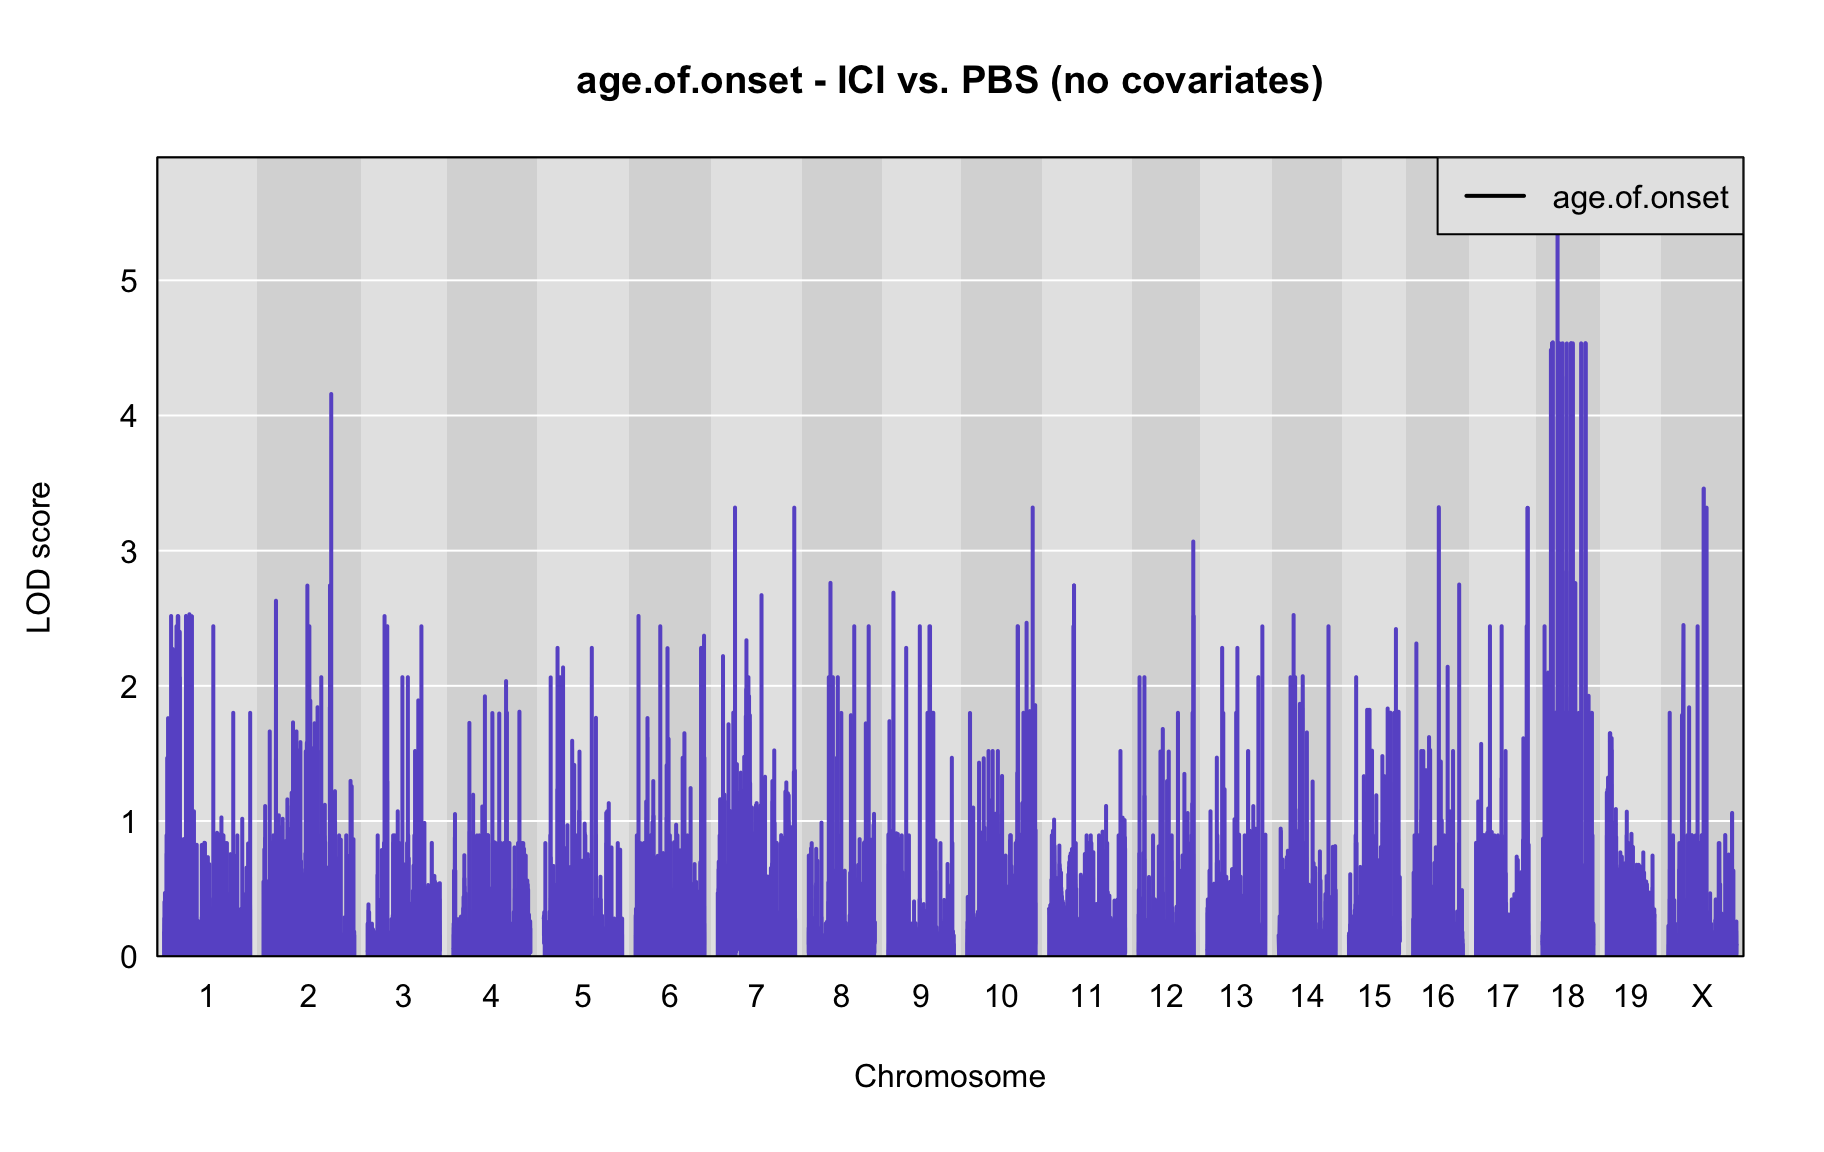 age.of.onset - ICI vs. PBS (no covariates)
age.of.onset
5
4
3
2
1
0
LOD score
1 2 3 4 5 6 7 8 9 10 11 12 13 14 15 16 17 18 19 X
Chromosome